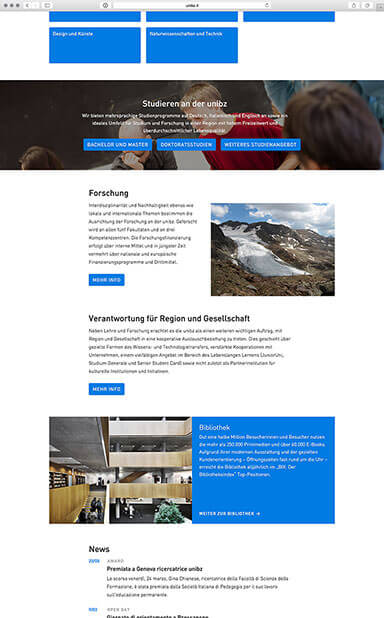 unibz.it
Design und Künste
Naturwissenschaften und Technik
Studieren an der unibz
Wir bieten mehrsprachige Studienprogramme auf Deutsch, Italienisch und Englisch an sowie ein
ideales Umfeld für Studium und Forschung in einer Region mit hohem Freizeitwert und
überdurchschnittlicher Lebensqualität.
BACHELOR UND MASTER
DOKTORATSSTUDIEN
WEITERES STUDIENANGEBOT
Forschung
Interdisziplinarität und Nachhaltigkeit ebenso wie
lokale und internationale Themen bestimmen die
Ausrichtung der Forschung an der unibz. Geforscht
wird an allen fünf Fakultäten und an drei
Kompetenzzentren. Die Forschungsfinanzierung
erfolgt über interne Mittel und in jüngster Zeit
vermehrt über nationale und europäische
Finanzierungsprogramme und Drittmittel.
MEHR INFO
Verantwortung für Region und Gesellschaft
Neben Lehre und Forschung erachtet es die unibz als einen weiteren wichtigen Auftrag, mit
Region und Gesellschaft in eine kooperative Austauschbeziehung zu treten. Dies geschieht über
gezielte Formen des Wissens- und Technologietransfers, verstärkte Kooperationen mit
Unternehmen, einem vielfältigen Angebot im Bereich des Lebenslangen Lernens (Junioruni,
Studium Generale und Senior Student Card) sowie nicht zuletzt als Partnerinstitution für
kulturelle Institutionen und Initiativen.
MEHR INFO
Bibliothek
Gut eine halbe Million Besucherinnen und Besucher nutzen
die mehr als 250.000 Printmedien und über 60.000 E-Books.
Aufgrund ihrer modernen Ausstattung und der gezielten
Kundenorientierung – Öffnungszeiten fast rund um die Uhr –
erreicht die Bibliothek alljährlich im „BIX. Der
Bibliotheksindex“ Top-Positionen.
WEITER ZUR BIBLIOTHEK →
News
AWARD
Premiata a Genova ricercatrice unibz
Lo scorso venerdì, 24 marzo, Gina Chianese, ricercatrice della Facoltà di Scienze della
Formazione, è stata premiata dalla Società Italiana di Pedagogia per il suo lavoro
sull'educazione permanente.
OPEN DAY
Giornate di orientamento a Bressanone